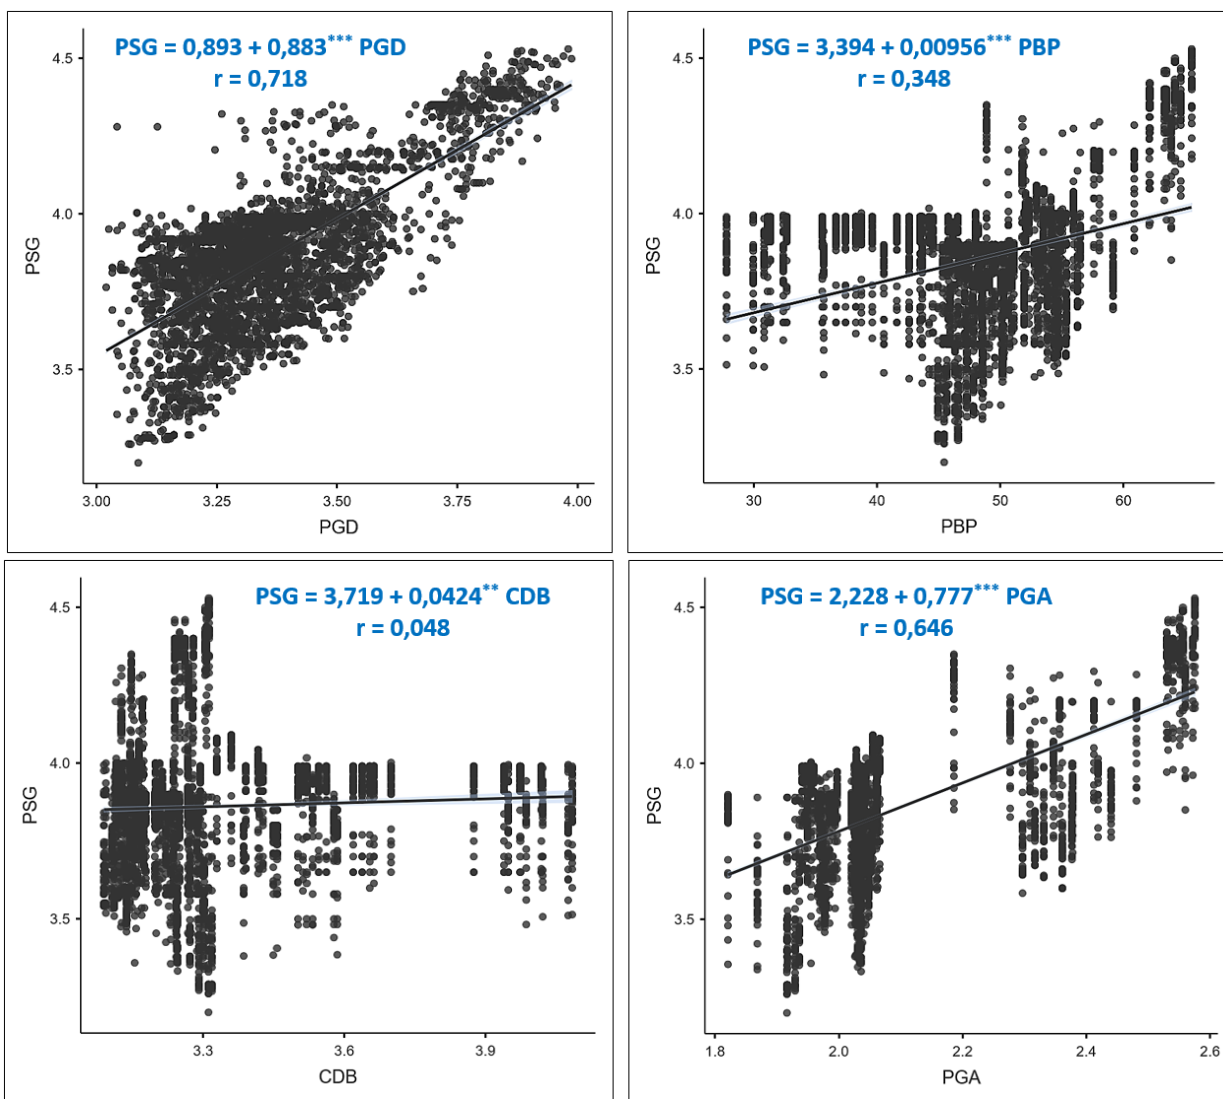 PSG = 0,893 + 0,883*** PGD
r = 0,718
4.5
4.0
3.5
PSG
3.00
3.25
3.50
3.75
4.00
PGD
PSG = 3,394 + 0,00956*** PBP
r = 0,348
4.5
4.0
3.5
PSG
30
40
50
60
PBP
PSG = 3,719 + 0,0424** CDB
r = 0,048
4.5
4.0
3.5
PSG
3.3
3.6
3.9
CDB
PSG = 2,228 + 0,777*** PGA
r = 0,646
4.5
4.0
3.5
PSG
1.8
2.0
2.2
2.4
2.6
PGA